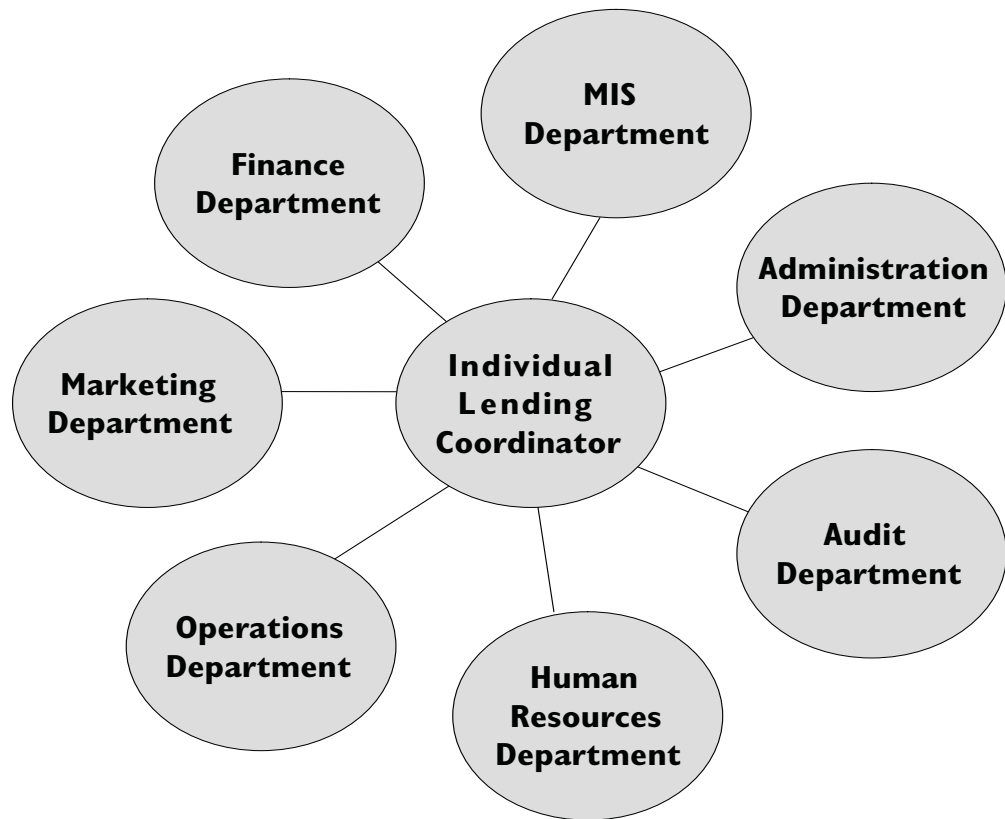 MIS
Department
Finance
Department
Administration
Department
Individual
Lending
Coordinator
Marketing
Department
Audit
Department
Operations
Department
Human
Resources
Department